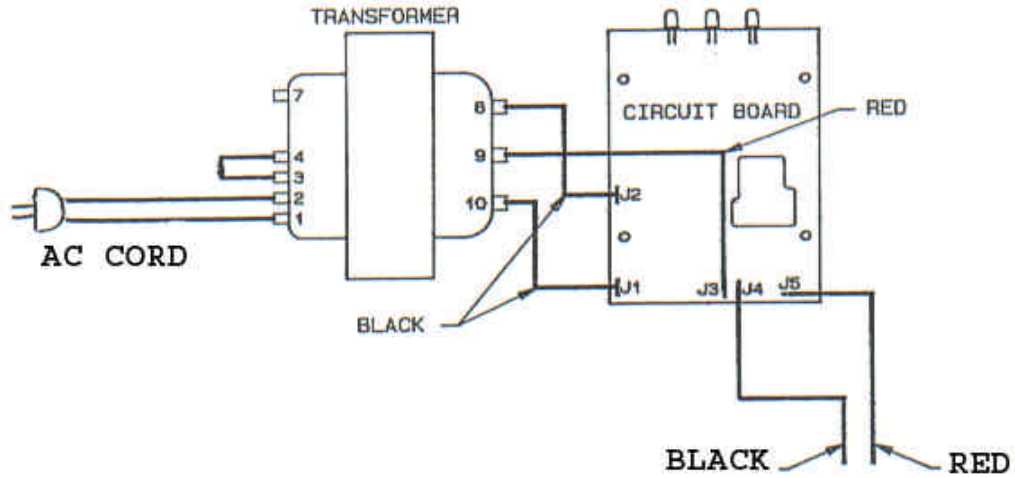 TRANSFORMER
7
4
3
2
1
8
9
10
AC CORD
CIRCUIT BOARD
RED
J2
J1
J3
J4
J5
BLACK
BLACK
RED